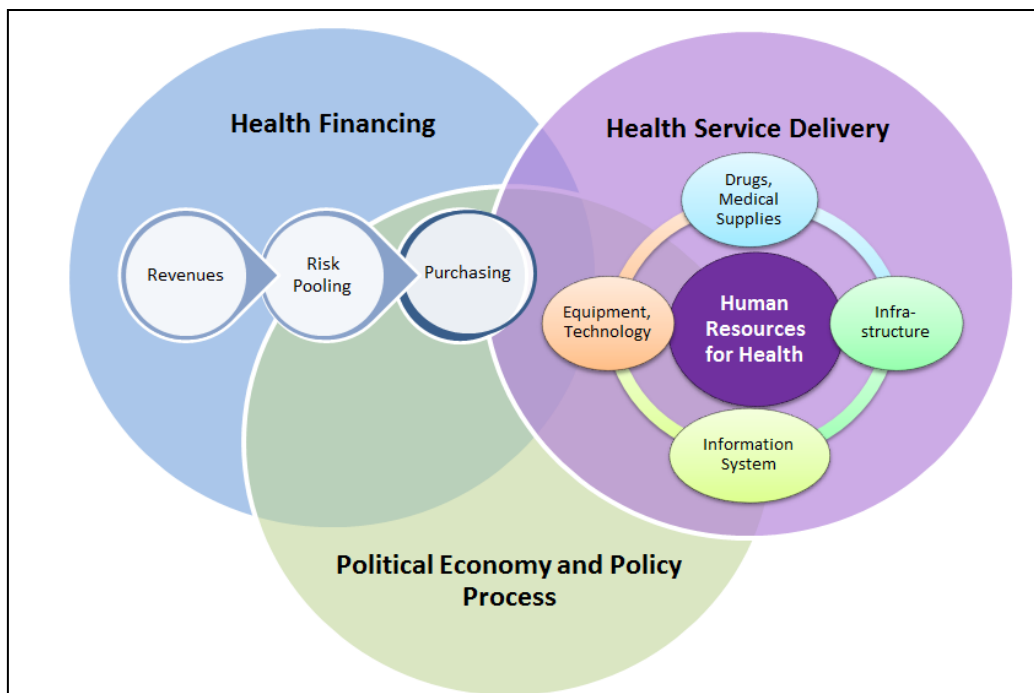 Health Financing
Health Service Delivery
Drugs,
Medical
Supplies
Revenues
Risk
Pooling
Purchasing
Equipment,
Technology
Human
Resources
for Health
Infra-
structure
Information
System
Political Economy and Policy
Process